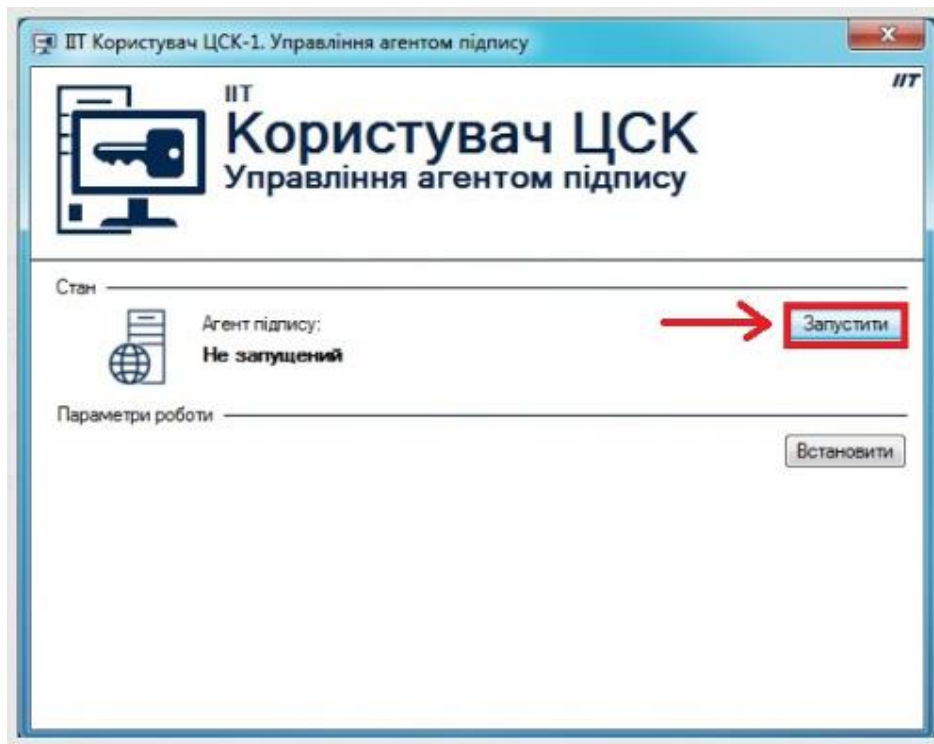 ІІТ Користувач ЦСК-1. Управління агентом підпису
ІІТ
ІІТ
Користувач ЦСК
Управління агентом підпису
Стан
Агент підпису:
Запустити
Не запущений
Параметри роботи
Встановити